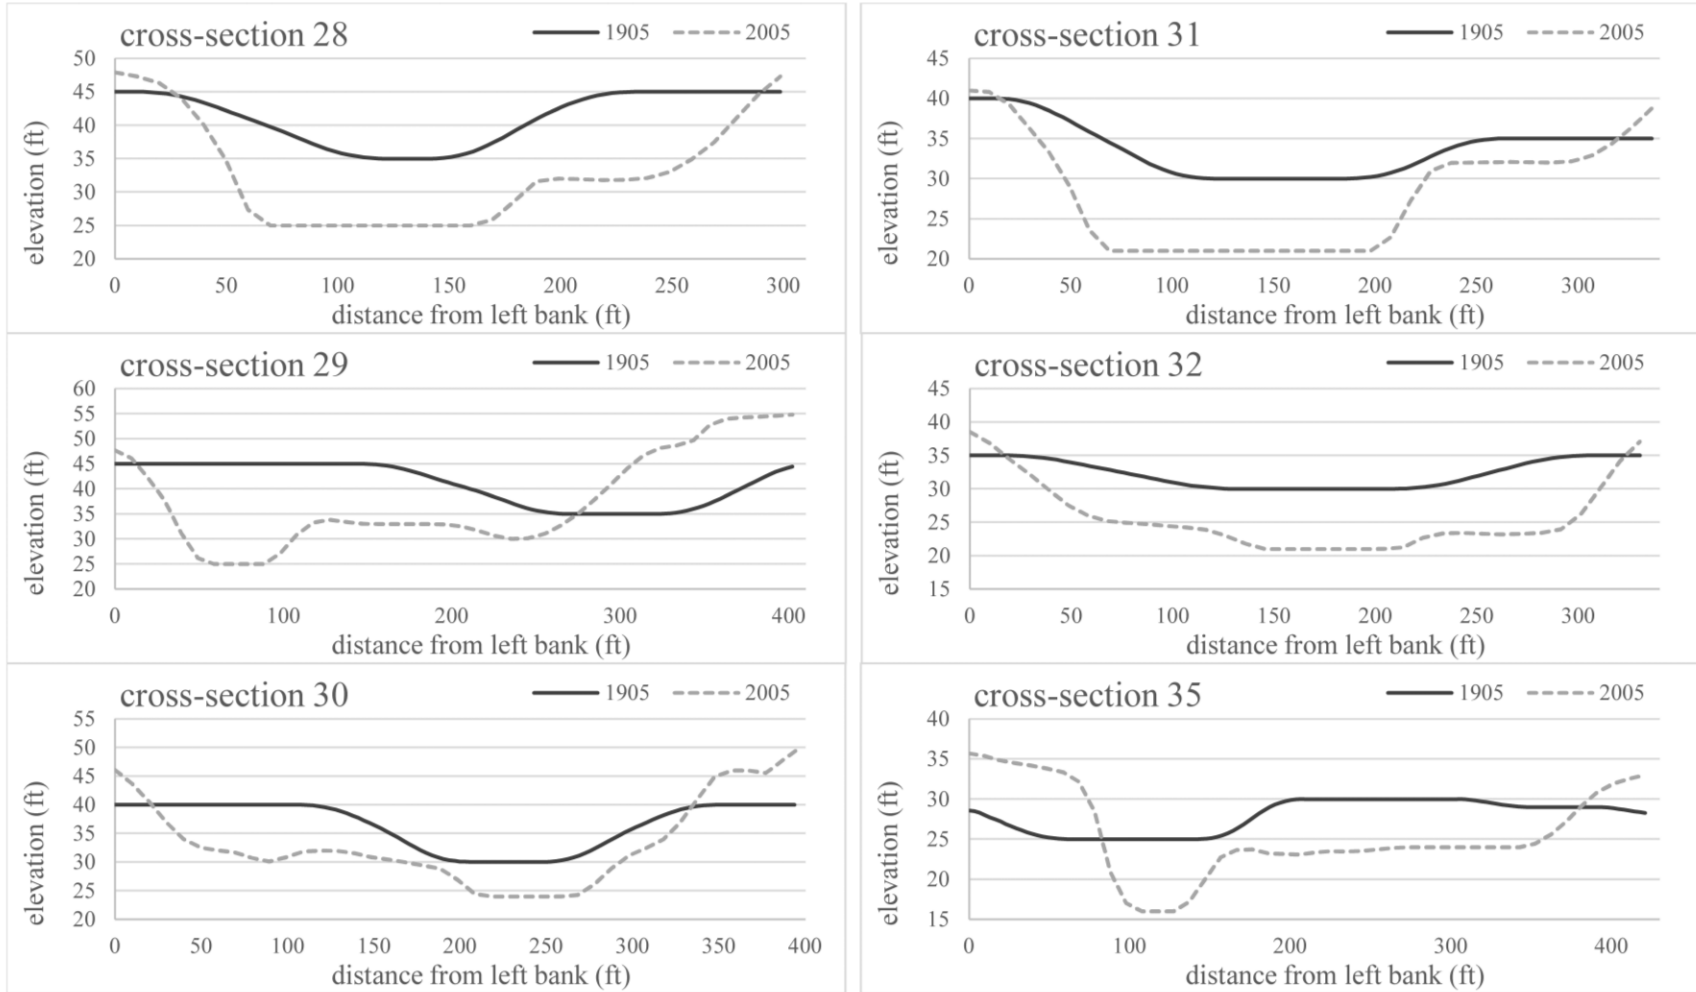 cross-section 28 1905 2005
50
45
40
35
30
25
20
elevation (ft)
0 50 100 150 200 250 300
distance from left bank (ft)
cross-section 31 1905 2005
45
40
35
30
25
20
elevation (ft)
0 50 100 150 200 250 300
distance from left bank (ft)
cross-section 29 1905 2005
60
55
50
45
40
35
30
25
20
elevation (ft)
0 100 200 300 400
distance from left bank (ft)
cross-section 32 1905 2005
45
40
35
30
25
20
15
elevation (ft)
0 50 100 150 200 250 300
distance from left bank (ft)
cross-section 30 1905 2005
55
50
45
40
35
30
25
20
elevation (ft)
0 50 100 150 200 250 300 350 400
distance from left bank (ft)
cross-section 35 1905 2005
40
35
30
25
20
15
elevation (ft)
0 100 200 300 400
distance from left bank (ft)